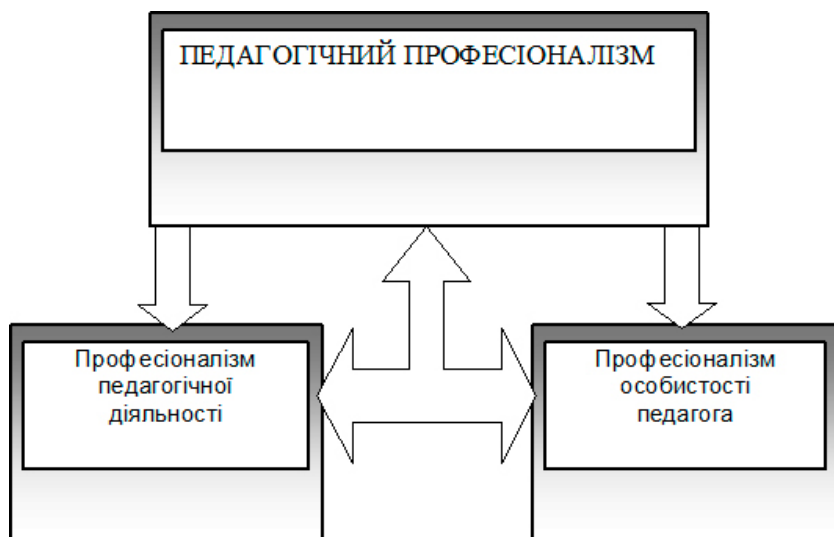 ПЕДАГОГІЧНИЙ ПРОФЕСІОНАЛІЗМ
Професіоналізм
педагогічної
діяльності
Професіоналізм
особистості
педагога